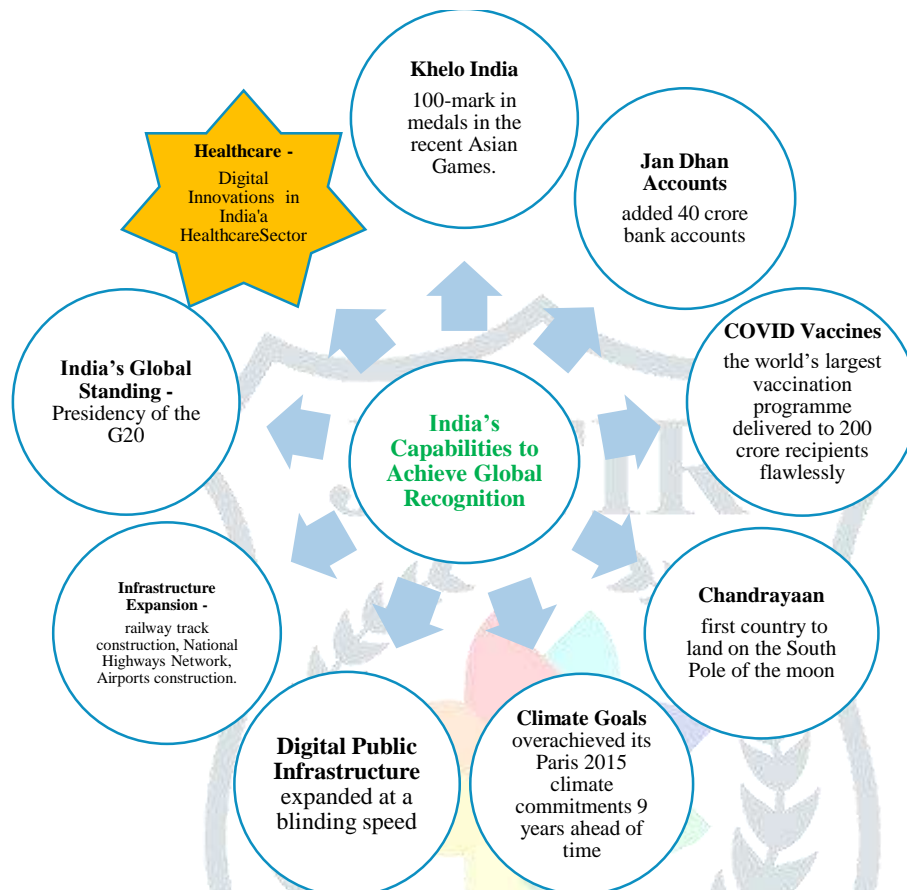 Khelo India
100-mark in
medals in the
recent Asian
Games.
Jan Dhan
Accounts
added 40 crore
bank accounts
COVID Vaccines
the world’s largest
vaccination
programme
delivered to 200
crore recipients
flawlessly
Chandrayaan
first country to
land on the South
Pole of the moon
Climate Goals
overachieved its
Paris 2015
climate
commitments 9
years ahead of
time
Digital Public
Infrastructure
expanded at a
blinding speed
Infrastructure
Expansion -
railway track
construction, National
Highways Network,
Airports construction.
India’s Global
Standing -
Presidency of the
G20
Healthcare -
Digital
Innovations in
India'a
HealthcareSector
India’s
Capabilities to
Achieve Global
Recognition